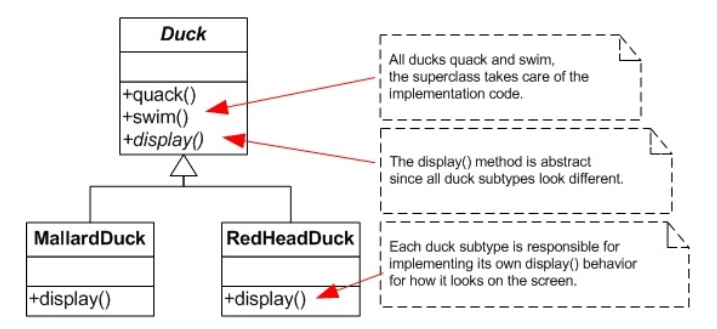 Duck
+quack()
+swim()
+display()
All ducks quack and swim,
the superclass takes care of the
implementation code.
The display() method is abstract
since all duck subtypes look different.
MallardDuck
+display()
RedHeadDuck
+display()
Each duck subtype is responsible for
implementing its own display() behavior
for how it looks on the screen.